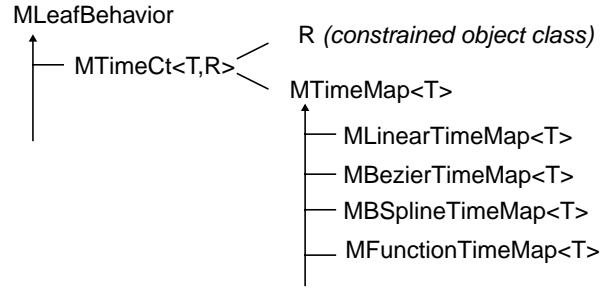 MLeafBehavior
R (constrained object class)
MTimeCt<T,R>
MTimeMap<T>
MLinearTimeMap<T>
MBezierTimeMap<T>
MBSplineTimeMap<T>
MFunctionTimeMap<T>